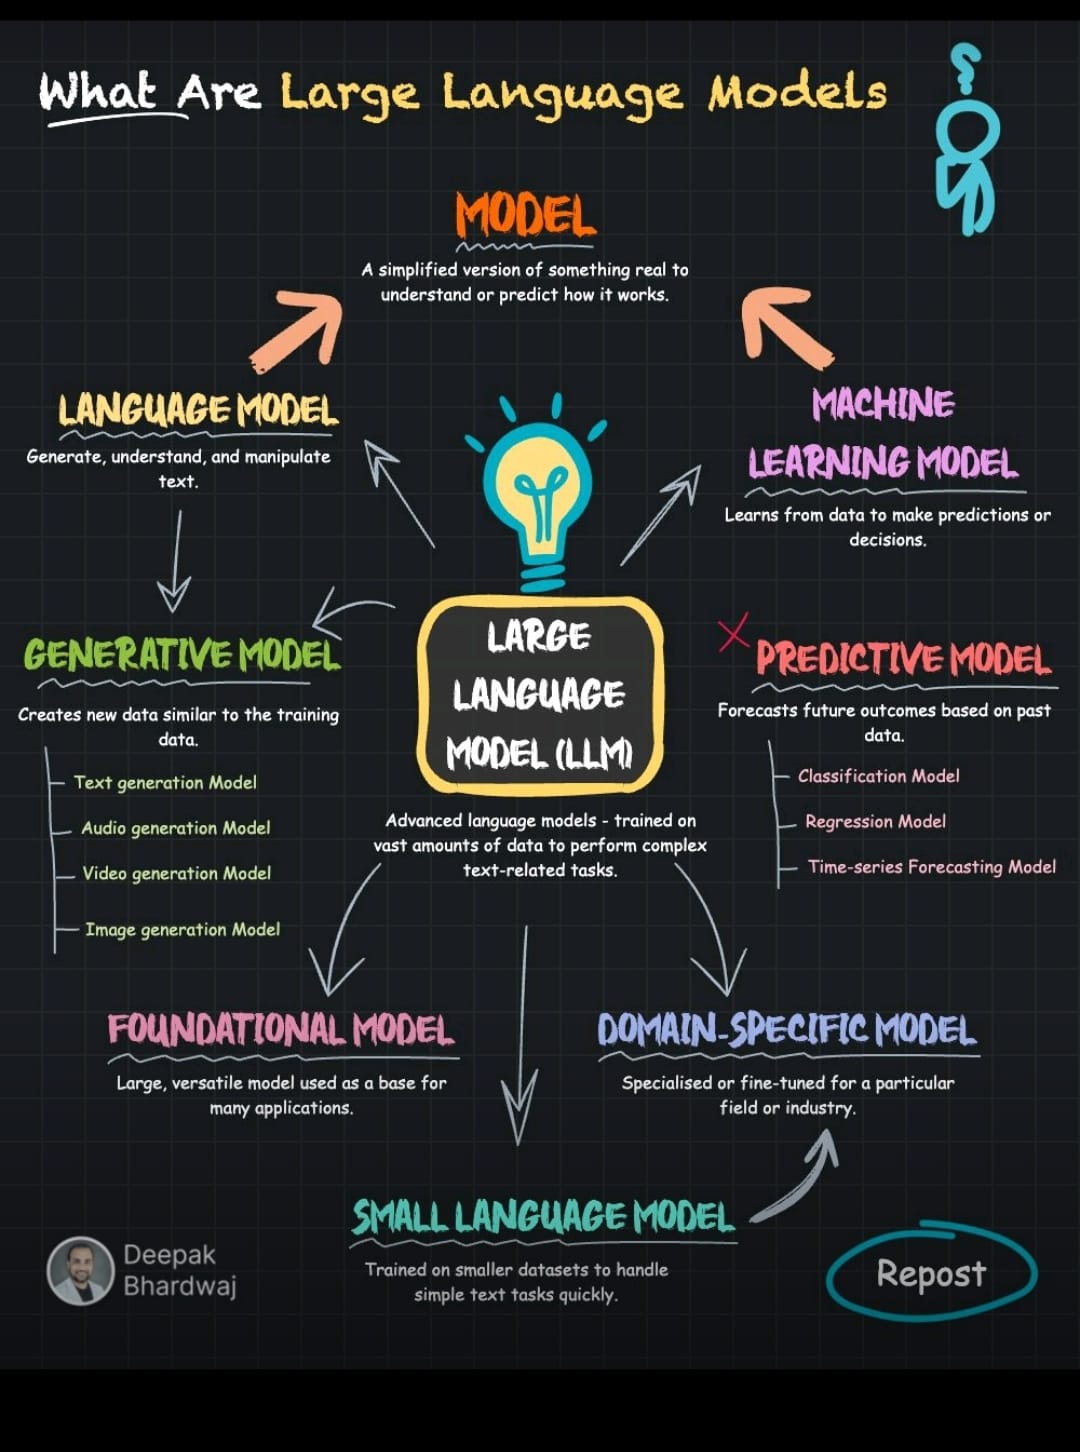 What Are Large Language Models
MODEL
A simplified version of something real to
understand or predict how it works.
LANGUAGE MODEL
Generate, understand, and manipulate
text.
MACHINE
LEARNING MODEL
Learns from data to make predictions or
decisions.
GENERATIVE MODEL
Creates new data similar to the training
data.
Text generation Model
Audio generation Model
Video generation Model
Image generation Model
LARGE
LANGUAGE
MODEL (LLM)
Advanced language models - trained on
vast amounts of data to perform complex
text-related tasks.
PREDICTIVE MODEL
Forecasts future outcomes based on past
data.
Classification Model
Regression Model
Time-series Forecasting Model
FOUNDATIONAL MODEL
Large, versatile model used as a base for
many applications.
DOMAIN-SPECIFIC MODEL
Specialised or fine-tuned for a particular
field or industry.
SMALL LANGUAGE MODEL
Trained on smaller datasets to handle
simple text tasks quickly.
Deepak
Bhardwaj
Repost